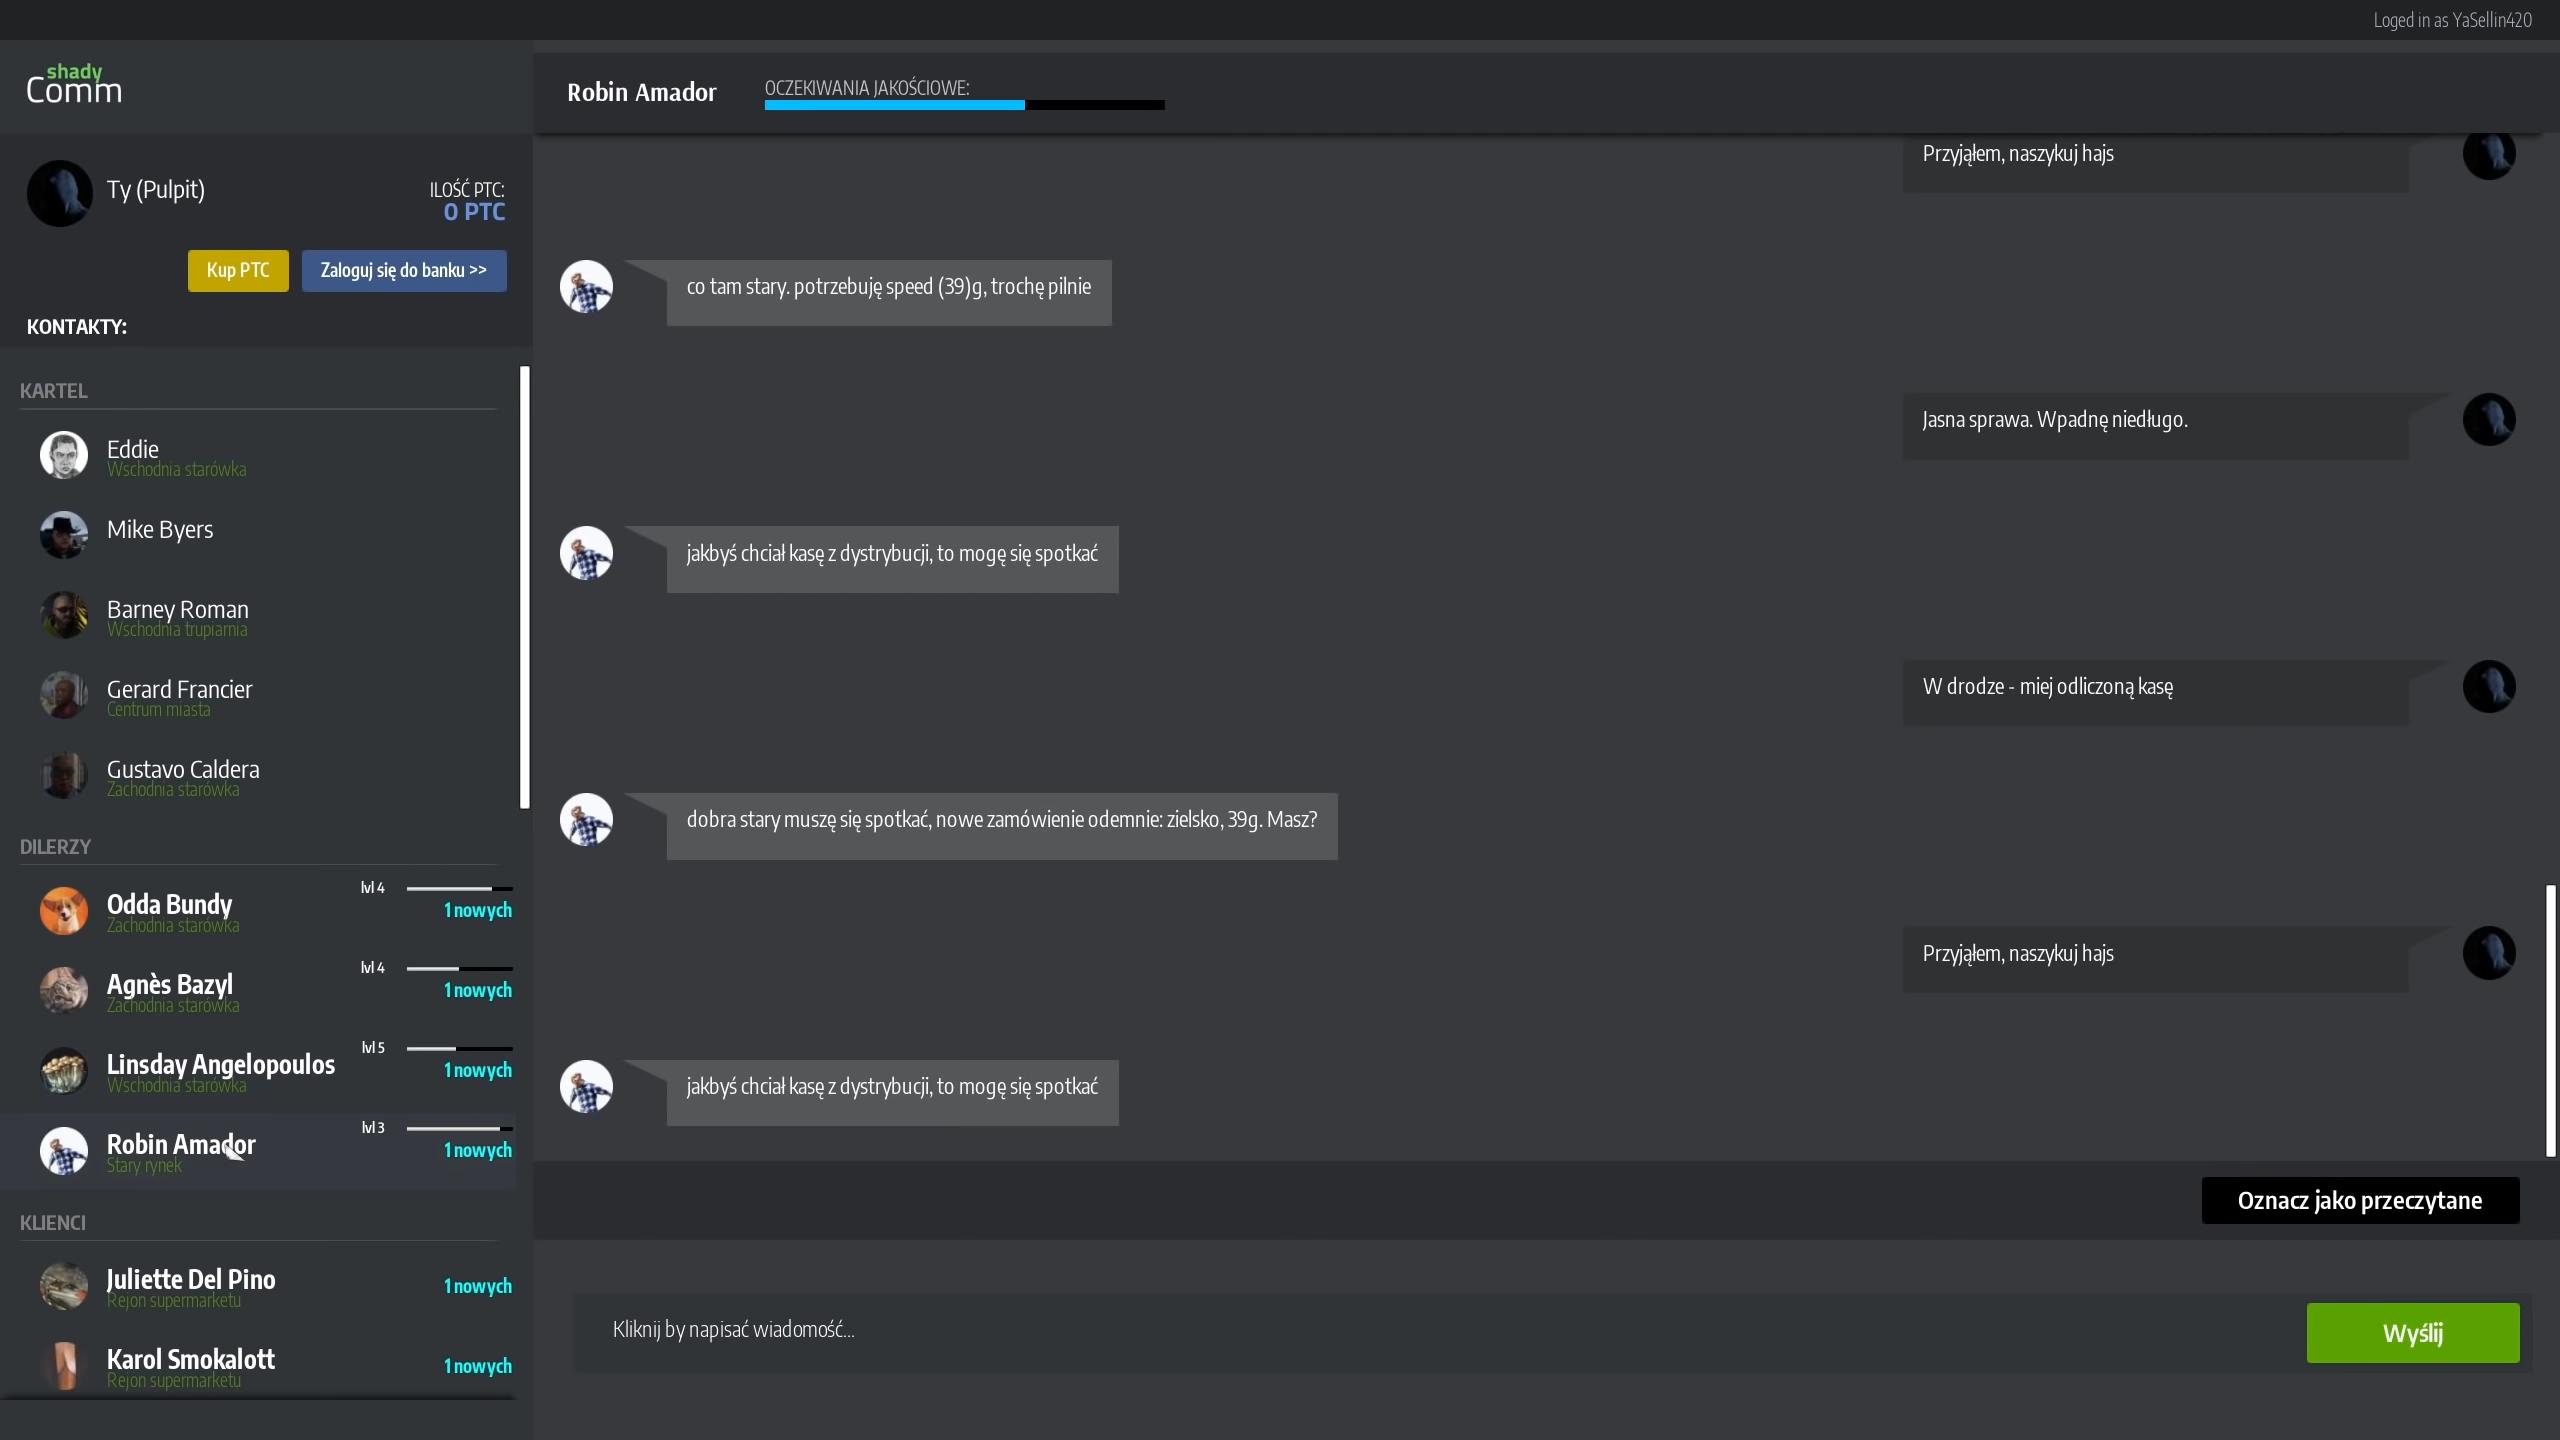 Loged in as YaSellin420
shady
Comm
Ty (Pulpit)
ILOŚĆ PTC:
0 PTC
Kup PTC
Zaloguj się do banku >>
KONTAKTY:
KARTEL
Eddie
Wschodnia starówka
Mike Byers
Barney Roman
Wschodnia trupiarnia
Gerard Francier
Centrum miasta
Gustavo Caldera
Zachodnia starówka
DILERZY
Odda Bundy
Zachodnia starówka
lvl 4
1 nowych
Agnès Bazyl
Zachodnia starówka
lvl 4
1 nowych
Linsday Angelopoulos
Wschodnia starówka
lvl 5
1 nowych
Robin Amador
Stary rynek
lvl 3
1 nowych
KLIENCI
Juliette Del Pino
Rejon supermarketu
1 nowych
Karol Smokalott
Rejon supermarketu
1 nowych
Robin Amador
OCZEKIWANIA JAKOŚCIOWE:
Przyjąłem, naszykuj hajs
co tam stary. potrzebuję speed (39)g, trochę pilnie
Jasna sprawa. Wpadnę niedługo.
jakbyś chciał kasę z dystrybucji, to mogę się spotkać
W drodze - miej odliczoną kasę
dobra stary muszę się spotkać, nowe zamówienie odemnie: zielsko, 39g. Masz?
Przyjąłem, naszykuj hajs
jakbyś chciał kasę z dystrybucji, to mogę się spotkać
Oznacz jako przeczytane
Kliknij by napisać wiadomość...
Wyślij